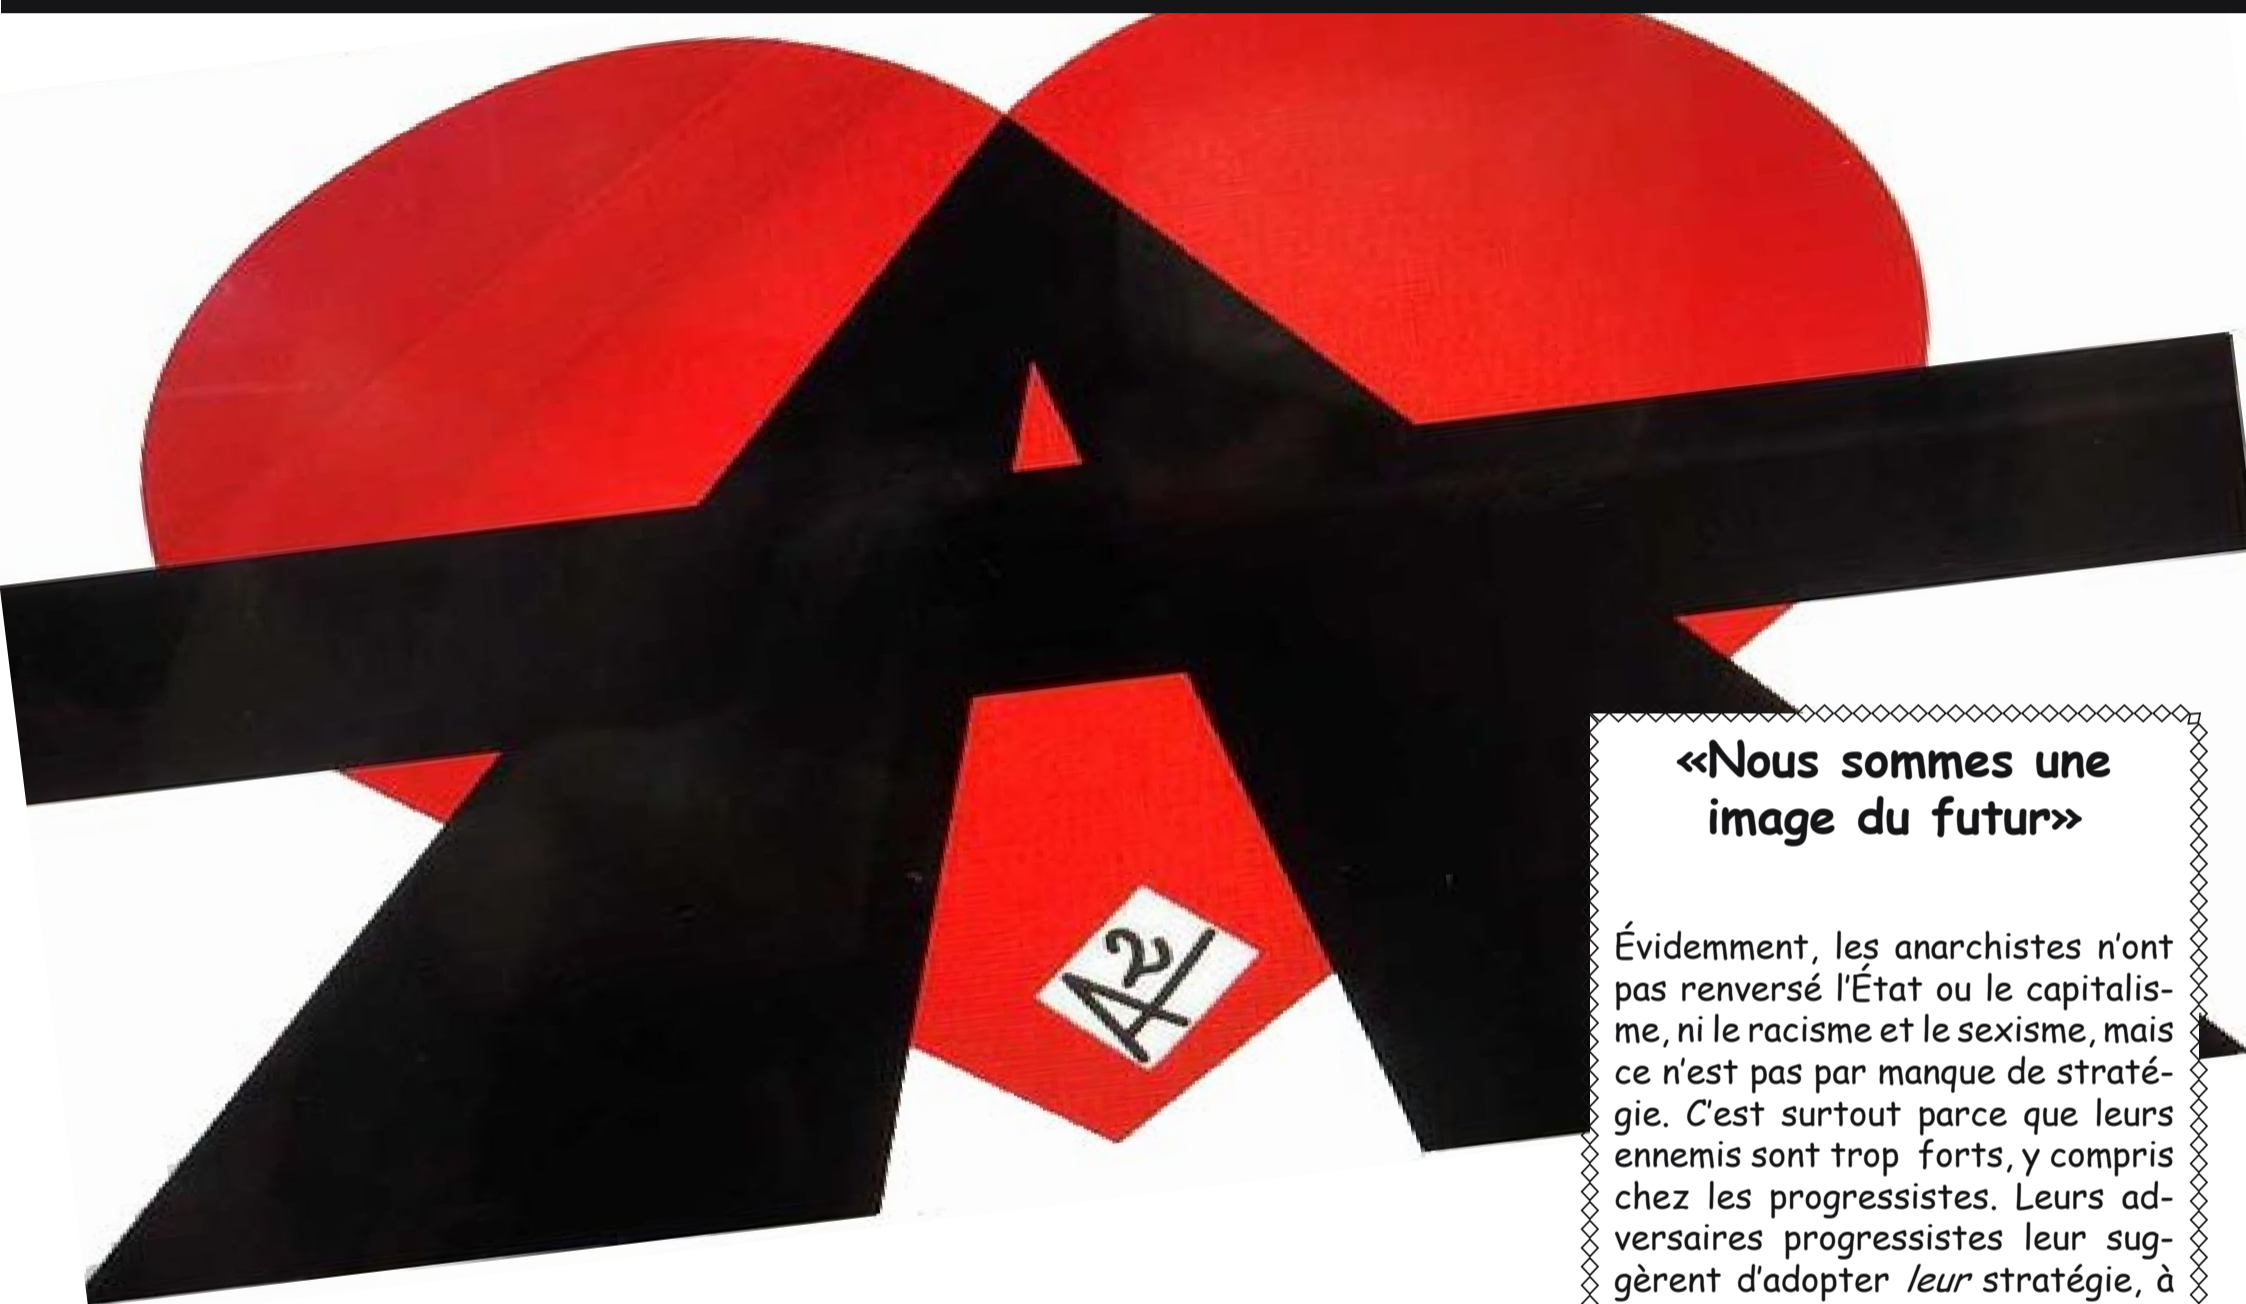 A2
«Nous sommes une
image du futur»
Évidemment, les anarchistes n'ont
pas renversé l'État ou le capitalis-
me, ni le racisme et le sexisme, mais
ce n'est pas par manque de straté-
gie. C'est surtout parce que leurs
ennemis sont trop forts, y compris
chez les progressistes. Leurs ad-
versaires progressistes leur sug-
gèrent d'adopter leur stratégie, à